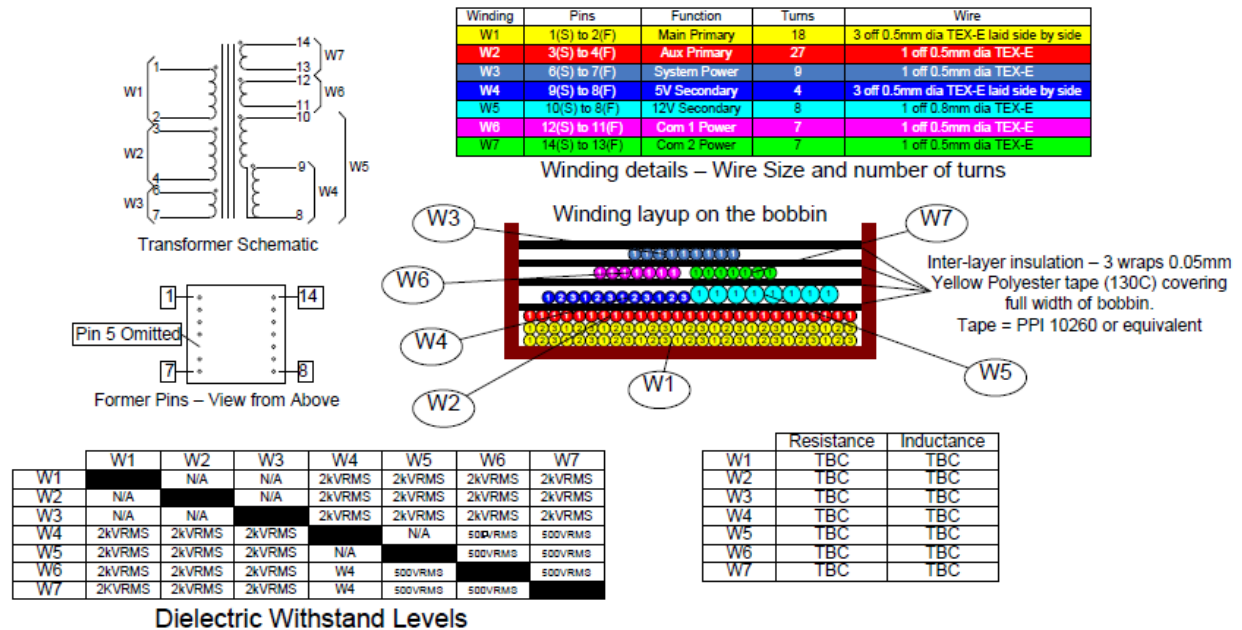 Winding Pins Function Turns Wire
W1 1(S) to 2(F) Main Primary 18 3 off 0.5mm dia TEX-E laid side by side
W2 3(S) to 4(F) Aux Primary 27 1 off 0.5mm dia TEX-E
W3 6(S) to 7(F) System Power 9 1 off 0.5mm dia TEX-E
W4 9(S) to 8(F) 5V Secondary 4 3 off 0.5mm dia TEX-E laid side by side
W5 10(S) to 8(F) 12V Secondary 8 1 off 0.8mm dia TEX-E
W6 12(S) to 11(F) Com 1 Power 7 1 off 0.5mm dia TEX-E
W7 14(S) to 13(F) Com 2 Power 7 1 off 0.5mm dia TEX-E
Winding details – Wire Size and number of turns
14
W7
1
13
12
W1
W6
11
2
10
3
W2
W5
9
4
W4
6
W3
7
8
Transformer Schematic
Winding layup on the bobbin
W3
W7
W6
W4
W2
W1
W5
Inter-layer insulation – 3 wraps 0.05mm
Yellow Polyester tape (130C) covering
full width of bobbin.
Tape = PPI 10260 or equivalent
1 14
Pin 5 Omitted
7 8
Former Pins – View from Above
W1 W2 W3 W4 W5 W6 W7
W1 N/A N/A 2kVRMS 2kVRMS 2kVRMS 2kVRMS
W2 N/A N/A 2kVRMS 2kVRMS 2kVRMS 2kVRMS
W3 N/A N/A 2kVRMS 2kVRMS 2kVRMS 2kVRMS
W4 2kVRMS 2kVRMS 2kVRMS N/A 500VRMS 500VRMS
W5 2kVRMS 2kVRMS 2kVRMS N/A 500VRMS 500VRMS
W6 2kVRMS 2kVRMS 2kVRMS W4 500VRMS 500VRMS
W7 2KVRMS 2kVRMS 2kVRMS W4 500VRMS 500VRMS
Dielectric Withstand Levels
Resistance Inductance
W1 TBC TBC
W2 TBC TBC
W3 TBC TBC
W4 TBC TBC
W5 TBC TBC
W6 TBC TBC
W7 TBC TBC